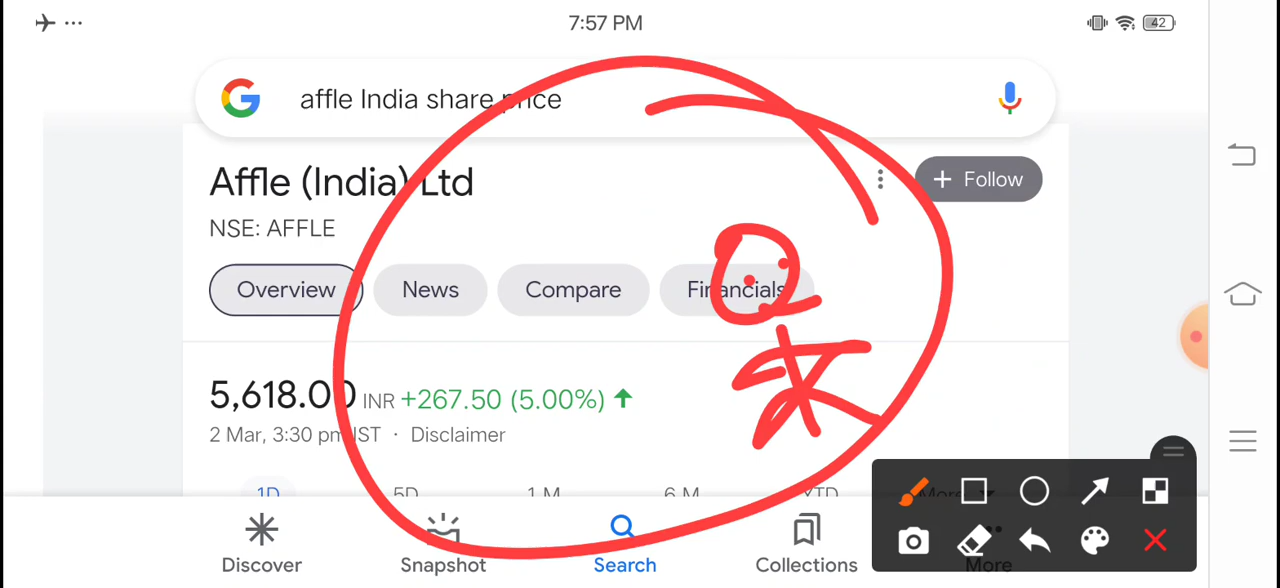 7:57 PM
42
affle India share price
Affle (India) Ltd
+ Follow
NSE: AFFLE
Overview News Compare Financials
5,618.00 INR +267.50 (5.00%)
2 Mar, 3:30 pm IST · Disclaimer
1D 5D 1 M 6 M YTD
Discover Snapshot Search Collections More